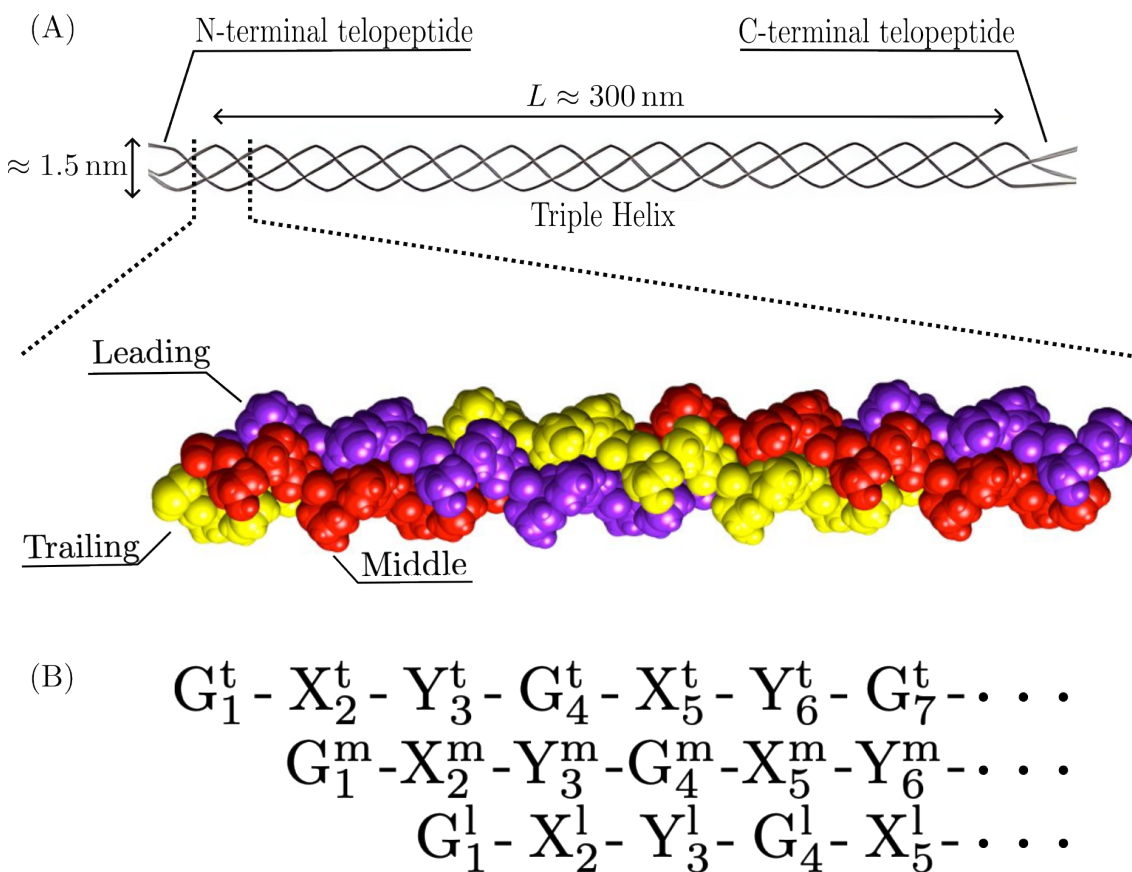 (A)
N-terminal telopeptide
C-terminal telopeptide
L ≈ 300 nm
≈ 1.5 nm
Triple Helix
Leading
Trailing
Middle
(B)
G₁ᵗ - X₂ᵗ - Y₃ᵗ - G₄ᵗ - X₅ᵗ - Y₆ᵗ - G₇ᵗ - · · ·
G₁ᵐ - X₂ᵐ - Y₃ᵐ - G₄ᵐ - X₅ᵐ - Y₆ᵐ - · · ·
G₁ˡ - X₂ˡ - Y₃ˡ - G₄ˡ - X₅ˡ - · · ·